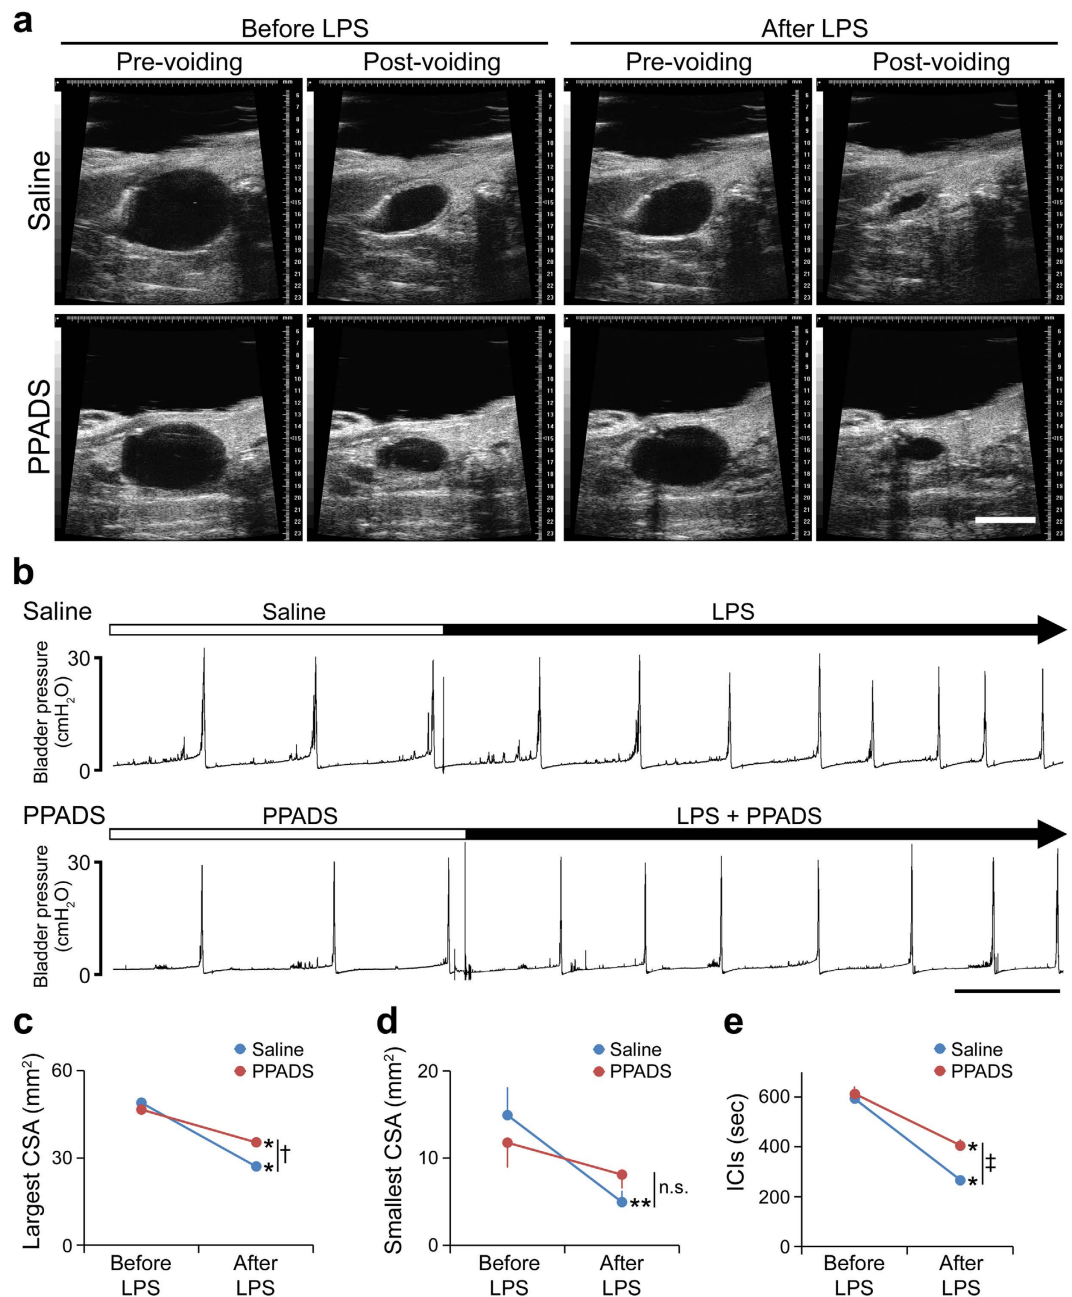 a
Before LPS
After LPS
Pre-voiding
Post-voiding
Pre-voiding
Post-voiding
Saline
PPADS
b
Saline
Saline
LPS
Bladder pressure
(cmH2O)
30
0
PPADS
PPADS
LPS + PPADS
Bladder pressure
(cmH2O)
30
0
c
Saline
PPADS
Largest CSA (mm²)
60
30
0
*
*
†
Before
LPS
After
LPS
d
Saline
PPADS
Smallest CSA (mm²)
20
10
0
**
n.s.
Before
LPS
After
LPS
e
Saline
PPADS
ICIs (sec)
600
400
200
0
*
*
‡
Before
LPS
After
LPS